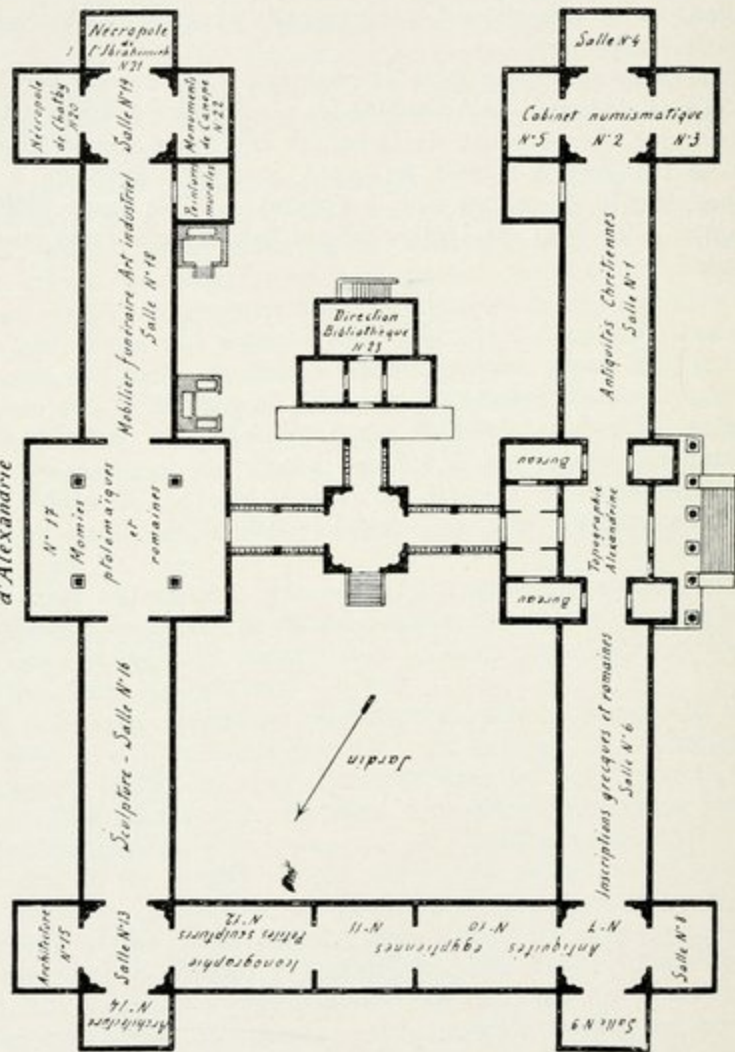 d'Alexandrie
Nécropole
de
l'Ibrahimieh
N°21
Nécropole
de Chatby
N°20
Salle N°19
Monuments
de Canope
N°22
Peintures
murales
Mobilier funéraire Art industriel
Salle N°18
N° 17
Momies
ptolémaïques
et
romaines
Sculpture - Salle N°16
Architecture
N°15
Salle N°13
Architecture
N°14
Iconographie
Petites sculptures
N°12
N°11
N°10
Antiquités égyptiennes
N°7
Salle N°8
Salle N°9
Inscriptions grecques et romaines
Salle N°6
Topographie
Alexandrine
Bureau
Bureau
Antiquités Chrétiennes
Salle N°1
Cabinet numismatique
N°5
N°2
N°3
Salle N°4
Direction
Bibliothèque
N°23
Jardin